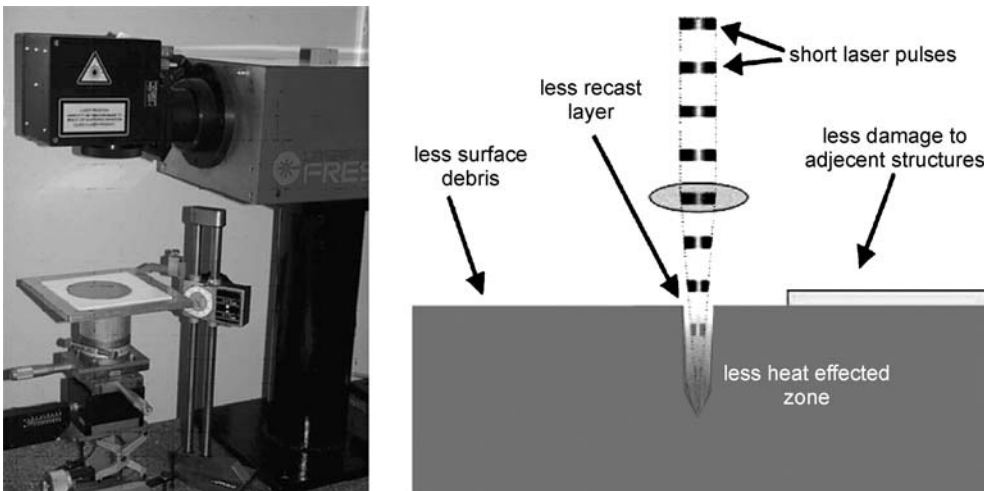 FRES
short laser pulses
less recast
layer
less damage to
adjecent structures
less surface
debris
less heat effected
zone